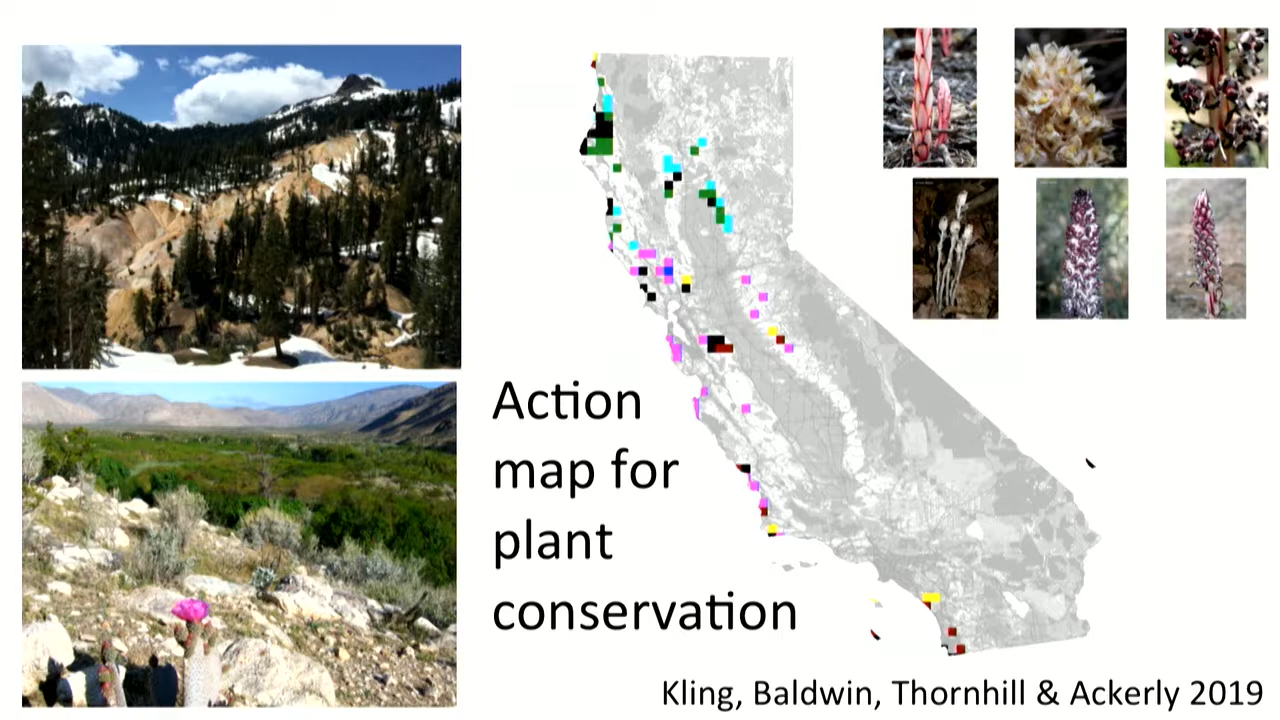 Action
map for
plant
conservation
Kling, Baldwin, Thornhill & Ackerly 2019